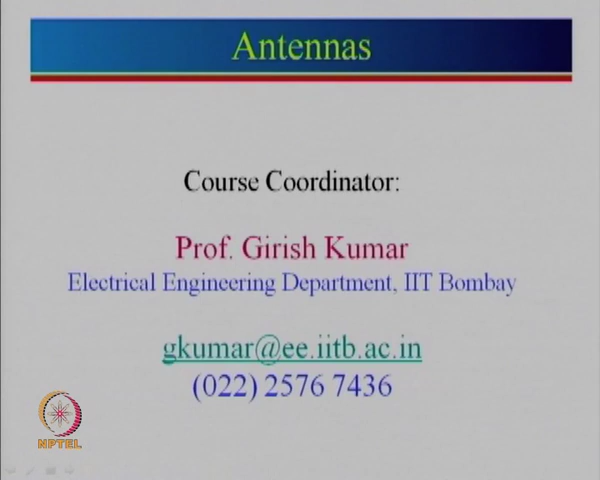 Antennas
Course Coordinator:
Prof. Girish Kumar
Electrical Engineering Department, IIT Bombay
gkumar@ee.iitb.ac.in
(022) 2576 7436
NPTEL